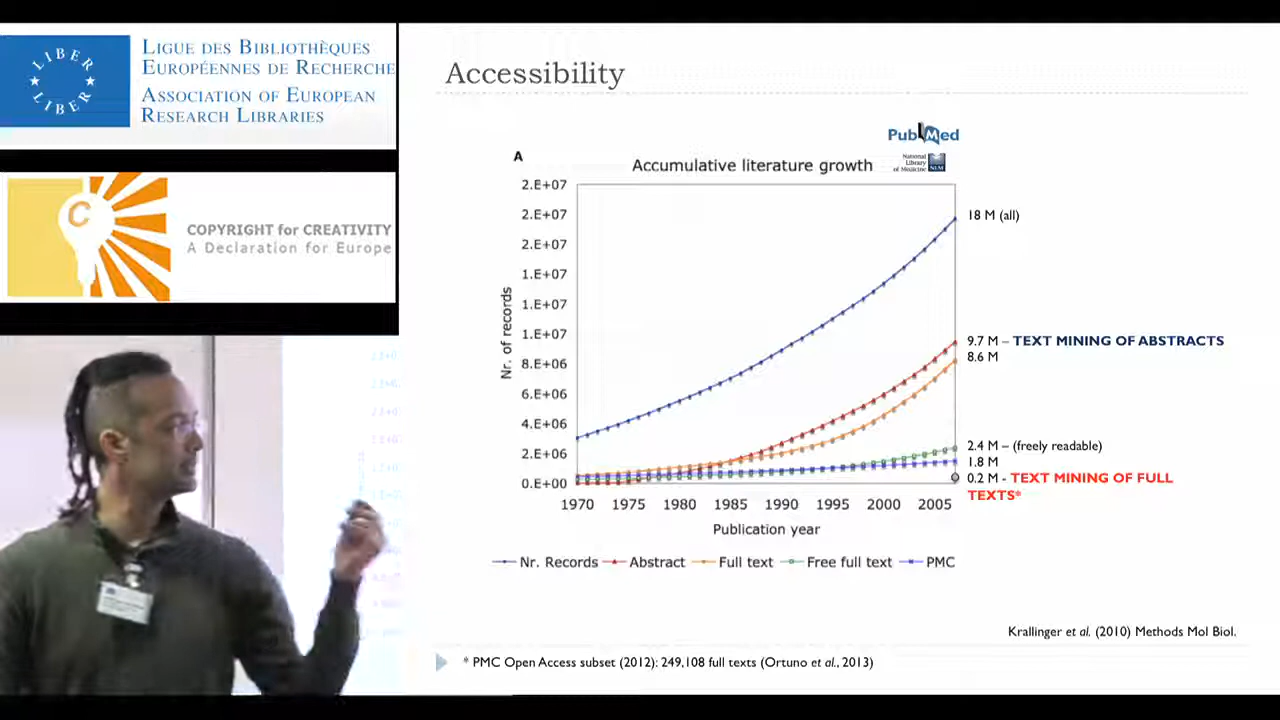 LIBER
LIBER
LIGUE DES BIBLIOTHÈQUES
EUROPÉENNES DE RECHERCHE
ASSOCIATION OF EUROPEAN
RESEARCH LIBRARIES
C
COPYRIGHT for CREATIVITY
A Declaration for Europe
Accessibility
PubMed
National
Library
of Medicine
NLM
A
Accumulative literature growth
2.E+07
2.E+07
2.E+07
1.E+07
1.E+07
1.E+07
8.E+06
6.E+06
4.E+06
2.E+06
0.E+00
Nr. of records
1970 1975 1980 1985 1990 1995 2000 2005
Publication year
18 M (all)
9.7 M – TEXT MINING OF ABSTRACTS
8.6 M
2.4 M – (freely readable)
1.8 M
0.2 M - TEXT MINING OF FULL
TEXTS*
Nr. Records Abstract Full text Free full text PMC
Krallinger et al. (2010) Methods Mol Biol.
* PMC Open Access subset (2012): 249,108 full texts (Ortuno et al., 2013)